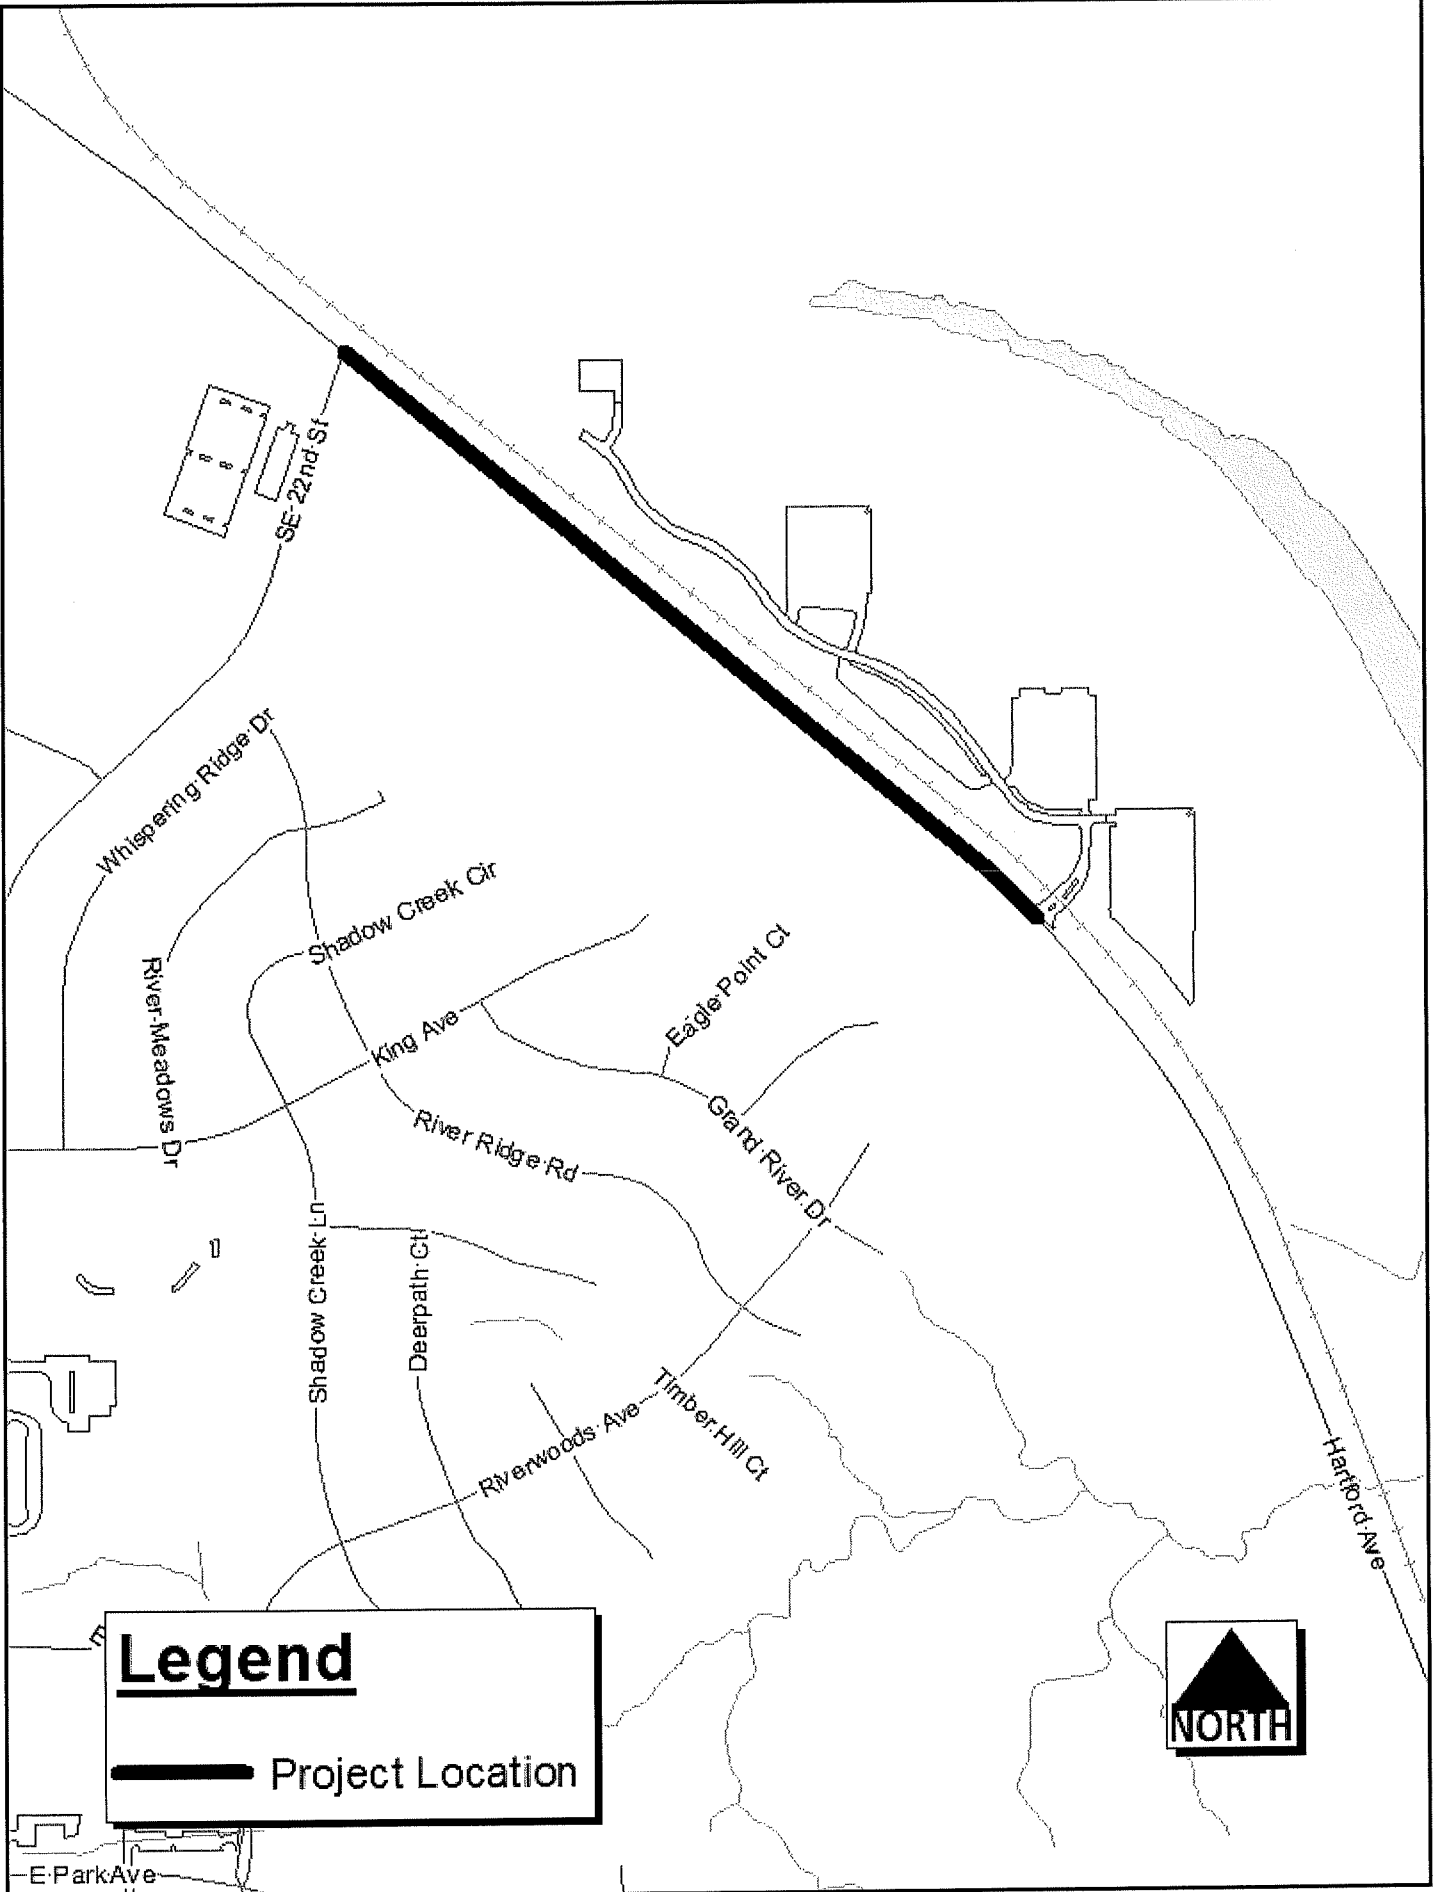 SE 22nd St
Whispering Ridge Dr
Shadow Creek Cir
Eagle Point Ct
River Meadows Dr
King Ave
River Ridge Rd
Grand River Dr
Shadow Creek Ln
Deerpath Ct
Timber Hill Ct
Riverwoods Ave
Hartford Ave
Legend
Project Location
NORTH
E Park Ave